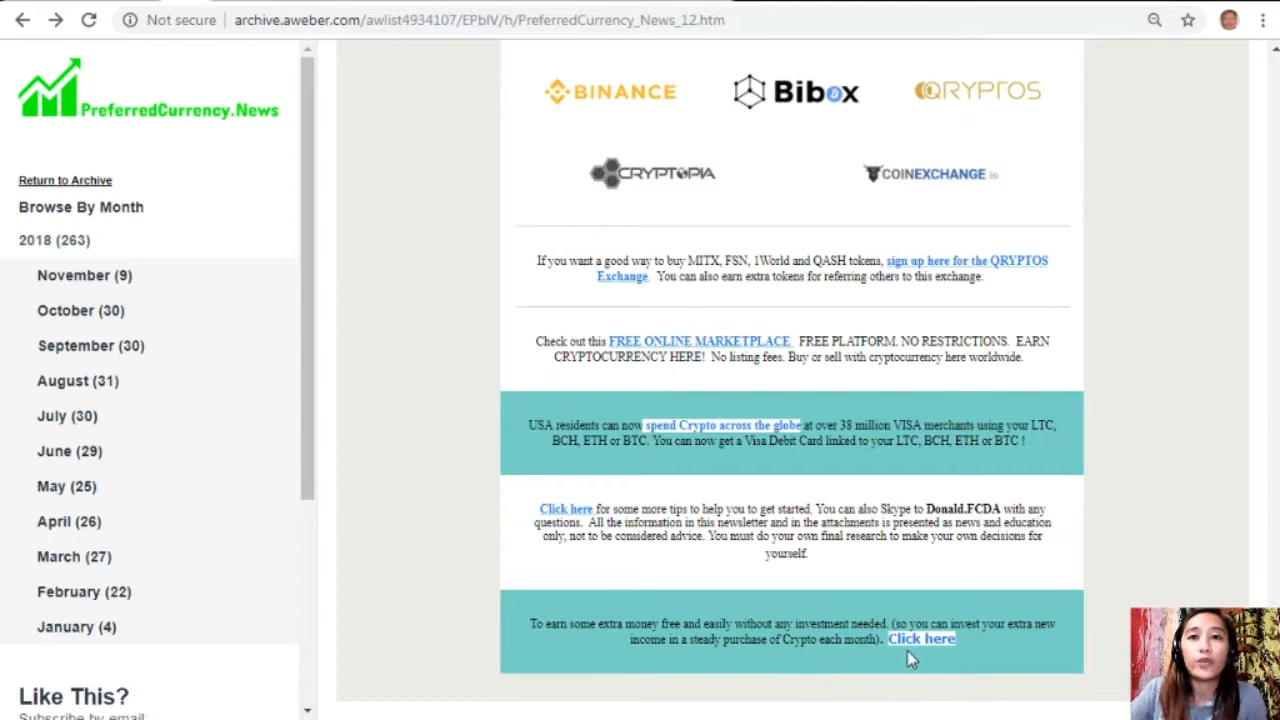 Not secure
archive.aweber.com/awlist4934107/EPbIV/h/PreferredCurrency_News_12.htm
PreferredCurrency.News
Return to Archive
Browse By Month
2018 (263)
November (9)
October (30)
September (30)
August (31)
July (30)
June (29)
May (25)
April (26)
March (27)
February (22)
January (4)
Like This?
Subscribe by email:
BINANCE
Bibox
QRYPTOS
CRYPTOPIA
COINEXCHANGE io
If you want a good way to buy MITX, FSN, 1World and QASH tokens, sign up here for the QRYPTOS
Exchange. You can also earn extra tokens for referring others to this exchange.
Check out this FREE ONLINE MARKETPLACE FREE PLATFORM. NO RESTRICTIONS. EARN
CRYPTOCURRENCY HERE! No listing fees. Buy or sell with cryptocurrency here worldwide.
USA residents can now spend Crypto across the globe at over 38 million VISA merchants using your LTC,
BCH, ETH or BTC. You can now get a Visa Debit Card linked to your LTC, BCH, ETH or BTC !
Click here for some more tips to help you to get started. You can also Skype to Donald.FCDA with any
questions. All the information in this newsletter and in the attachments is presented as news and education
only, not to be considered advice. You must do your own final research to make your own decisions for
yourself.
To earn some extra money free and easily without any investment needed. (so you can invest your extra new
income in a steady purchase of Crypto each month). Click here